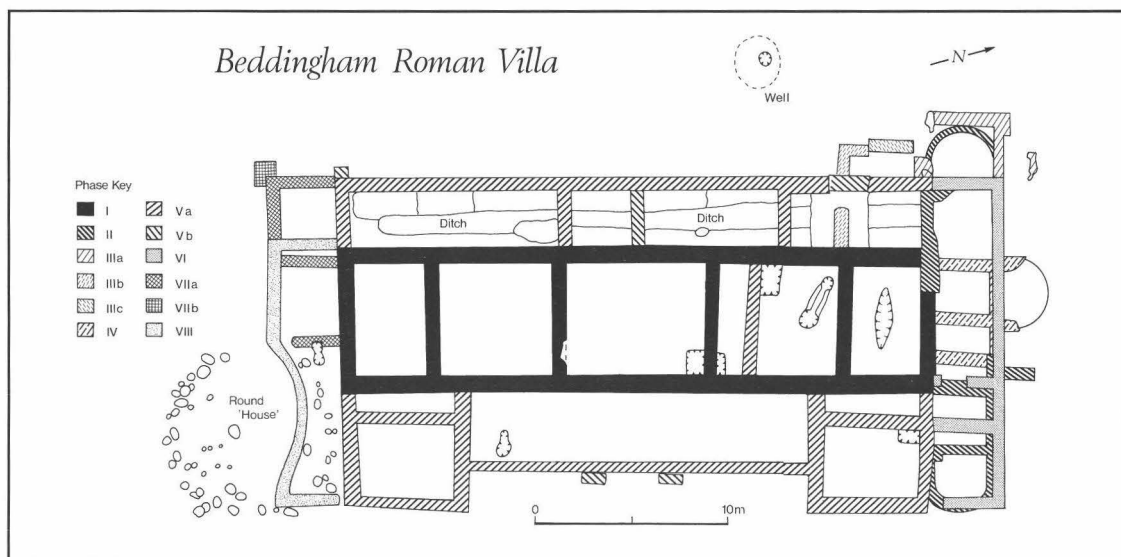 Beddingham Roman Villa
N
Well
Phase Key
I
II
IIIa
IIIb
IIIc
IV
Va
Vb
VI
VIIa
VIIb
VIII
Ditch
Ditch
Round
'House'
0
10m